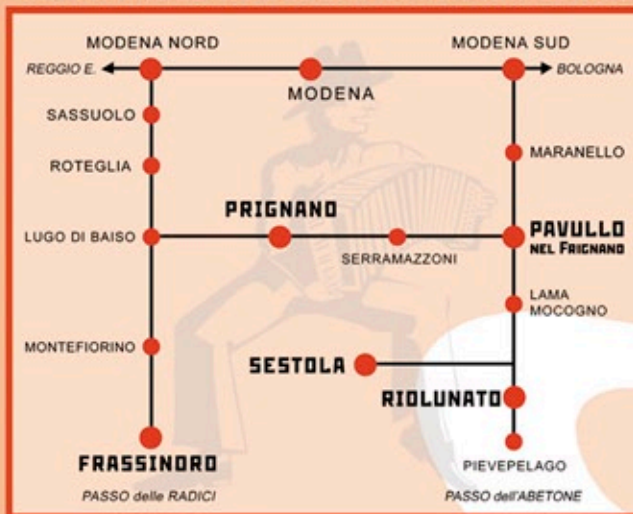 MODENA NORD
MODENA SUD
REGGIO E.
BOLOGNA
MODENA
SASSUOLO
MARANELLO
ROTEGLIA
PRIGNANO
LUGO DI BAISO
SERRAMAZZONI
PAVULLO
NEL FRIGNANO
LAMA
MOCOGNO
MONTEFIORINO
SESTOLA
RIOLUNATO
FRASSINORO
PIEVEPELAGO
PASSO delle RADICI
PASSO dell'ABETONE